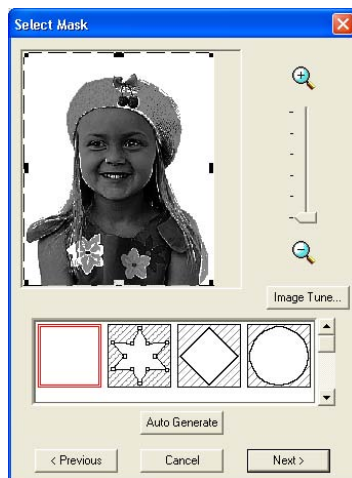 Select Mask
Image Tune...
Auto Generate
< Previous
Cancel
Next >